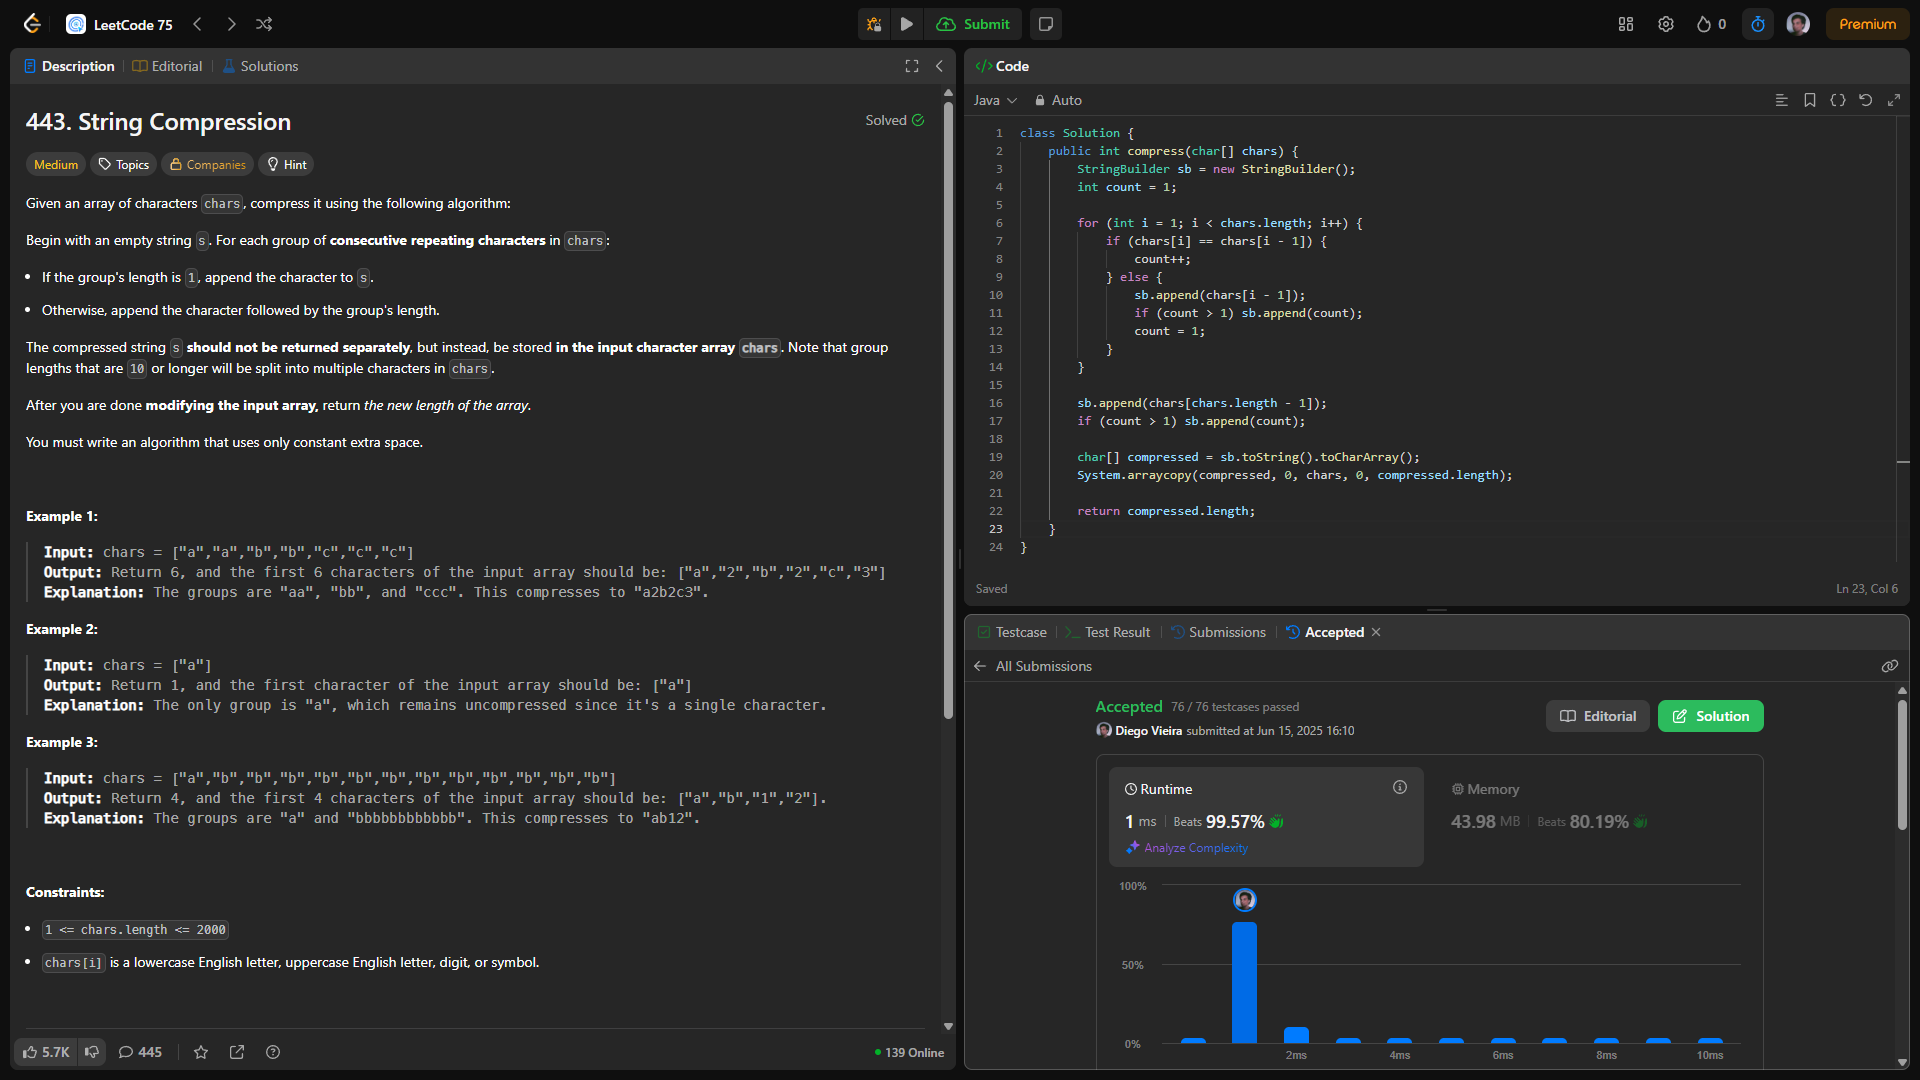 LeetCode 75
Submit
0
Premium
Description
Editorial
Solutions
443. String Compression
Solved
Medium
Topics
Companies
Hint
Given an array of characters chars, compress it using the following algorithm:
Begin with an empty string s. For each group of consecutive repeating characters in chars:
If the group's length is 1, append the character to s.
Otherwise, append the character followed by the group's length.
The compressed string s should not be returned separately, but instead, be stored in the input character array chars. Note that group
lengths that are 10 or longer will be split into multiple characters in chars.
After you are done modifying the input array, return the new length of the array.
You must write an algorithm that uses only constant extra space.
Example 1:
Input: chars = ["a","a","b","b","c","c","c"]
Output: Return 6, and the first 6 characters of the input array should be: ["a","2","b","2","c","3"]
Explanation: The groups are "aa", "bb", and "ccc". This compresses to "a2b2c3".
Example 2:
Input: chars = ["a"]
Output: Return 1, and the first character of the input array should be: ["a"]
Explanation: The only group is "a", which remains uncompressed since it's a single character.
Example 3:
Input: chars = ["a","b","b","b","b","b","b","b","b","b","b","b","b"]
Output: Return 4, and the first 4 characters of the input array should be: ["a","b","1","2"].
Explanation: The groups are "a" and "bbbbbbbbbbbb". This compresses to "ab12".
Constraints:
1 <= chars.length <= 2000
chars[i] is a lowercase English letter, uppercase English letter, digit, or symbol.
5.7K
445
139 Online
</> Code
Java
Auto
1 class Solution {
2 public int compress(char[] chars) {
3 StringBuilder sb = new StringBuilder();
4 int count = 1;
5
6 for (int i = 1; i < chars.length; i++) {
7 if (chars[i] == chars[i - 1]) {
8 count++;
9 } else {
10 sb.append(chars[i - 1]);
11 if (count > 1) sb.append(count);
12 count = 1;
13 }
14 }
15
16 sb.append(chars[chars.length - 1]);
17 if (count > 1) sb.append(count);
18
19 char[] compressed = sb.toString().toCharArray();
20 System.arraycopy(compressed, 0, chars, 0, compressed.length);
21
22 return compressed.length;
23 }
24 }
Saved
Ln 23, Col 6
Testcase
Test Result
Submissions
Accepted
All Submissions
Accepted 76 / 76 testcases passed
Diego Vieira submitted at Jun 15, 2025 16:10
Editorial
Solution
Runtime
1 ms Beats 99.57%
Analyze Complexity
Memory
43.98 MB Beats 80.19%
100%
50%
0%
2ms
4ms
6ms
8ms
10ms